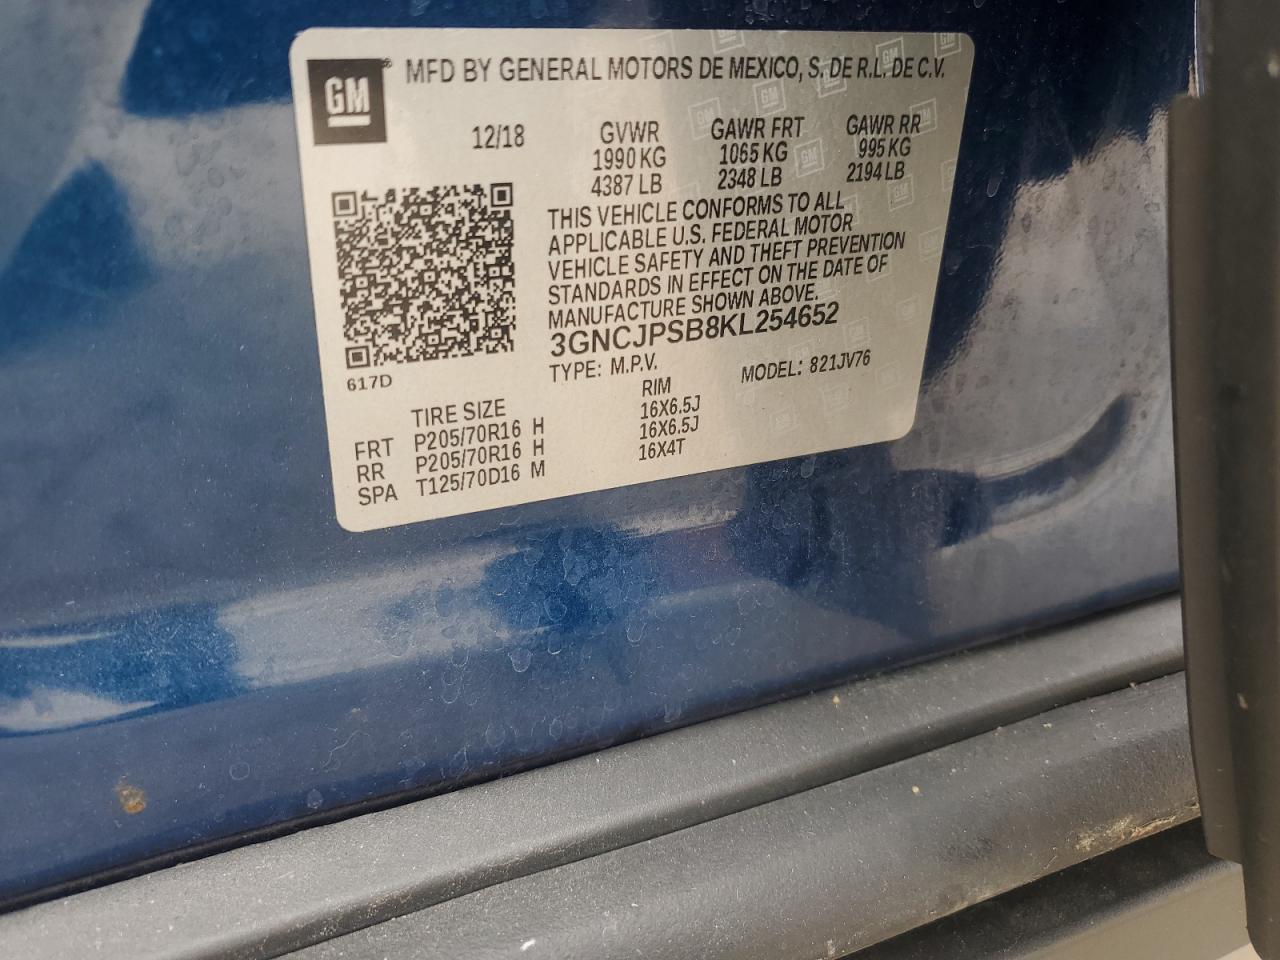 GM® MFD BY GENERAL MOTORS DE MEXICO, S. DE R.L. DE C.V.
12/18 GVWR GAWR FRT GAWR RR
1990 KG 1065 KG 995 KG
4387 LB 2348 LB 2194 LB
THIS VEHICLE CONFORMS TO ALL
APPLICABLE U.S. FEDERAL MOTOR
VEHICLE SAFETY AND THEFT PREVENTION
STANDARDS IN EFFECT ON THE DATE OF
MANUFACTURE SHOWN ABOVE.
3GNCJPSB8KL254652
617D
TYPE: M.P.V. MODEL: 821JV76
TIRE SIZE RIM
FRT P205/70R16 H 16X6.5J
RR P205/70R16 H 16X6.5J
SPA T125/70D16 M 16X4T